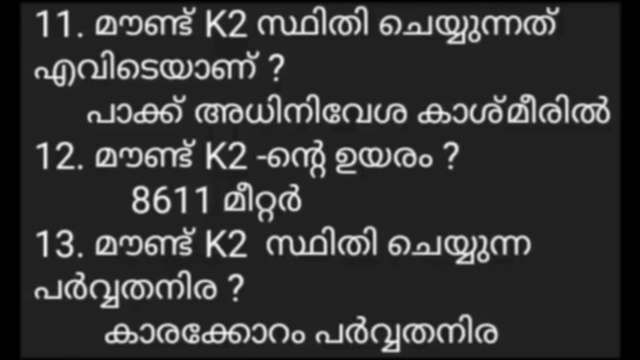 11. മൗണ്ട് K2 സ്ഥിതി ചെയ്യുന്നത്
എവിടെയാണ് ?
പാക്ക് അധിനിവേശ കാശ്മീരിൽ
12. മൗണ്ട് K2 -ന്റെ ഉയരം ?
8611 മീറ്റർ
13. മൗണ്ട് K2 സ്ഥിതി ചെയ്യുന്ന
പർവ്വതനിര ?
കാരക്കോറം പർവ്വതനിര